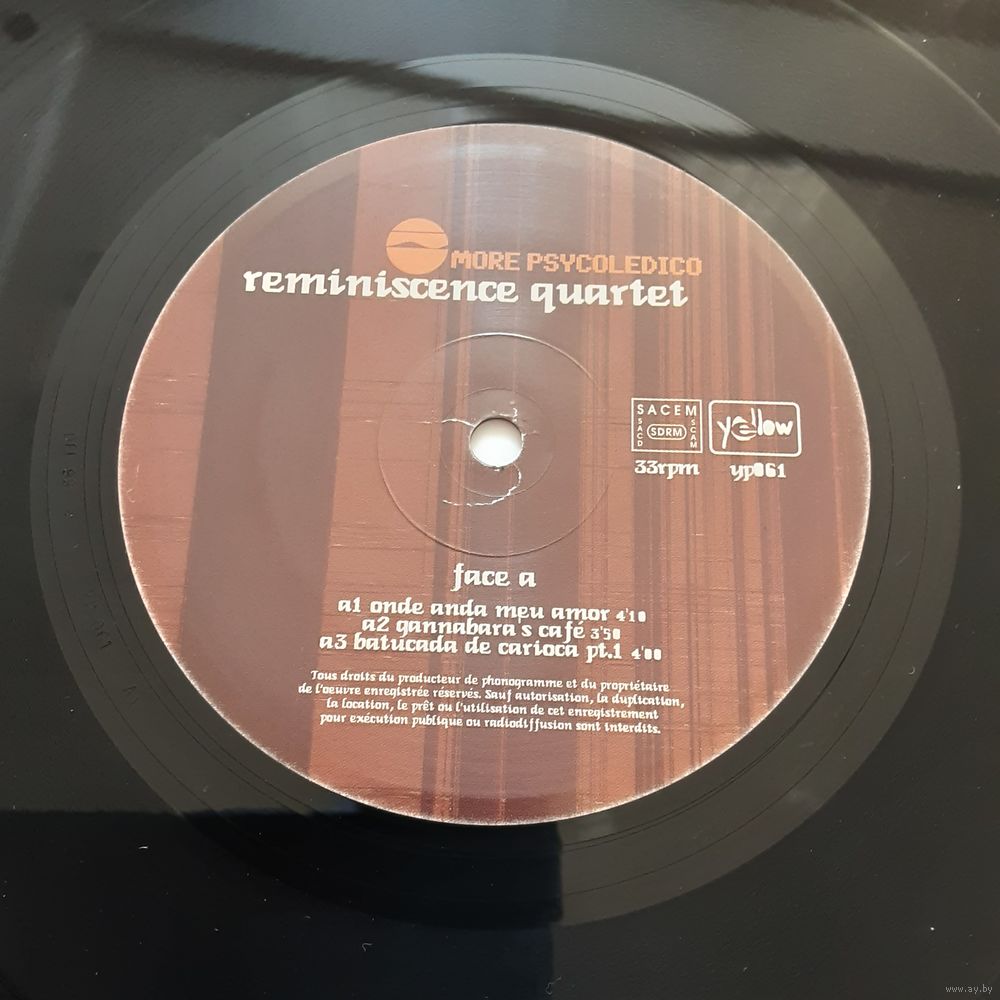 MORE PSYCOLEDICO
reminiscence quartet
SACEM
SACD
SDRM
SCAM
yellow
33rpm
yp061
face a
a1 onde anda meu amor 4'10
a2 gannabara's café 3'50
a3 batucada de carioca pt.1 4'00
Tous droits du producteur de phonogramme et du propriétaire
de l'oeuvre enregistrée réservés. Sauf autorisation, la duplication,
la location, le prêt ou l'utilisation de cet enregistrement
pour exécution publique ou radiodiffusion sont interdits.
www.ay.by